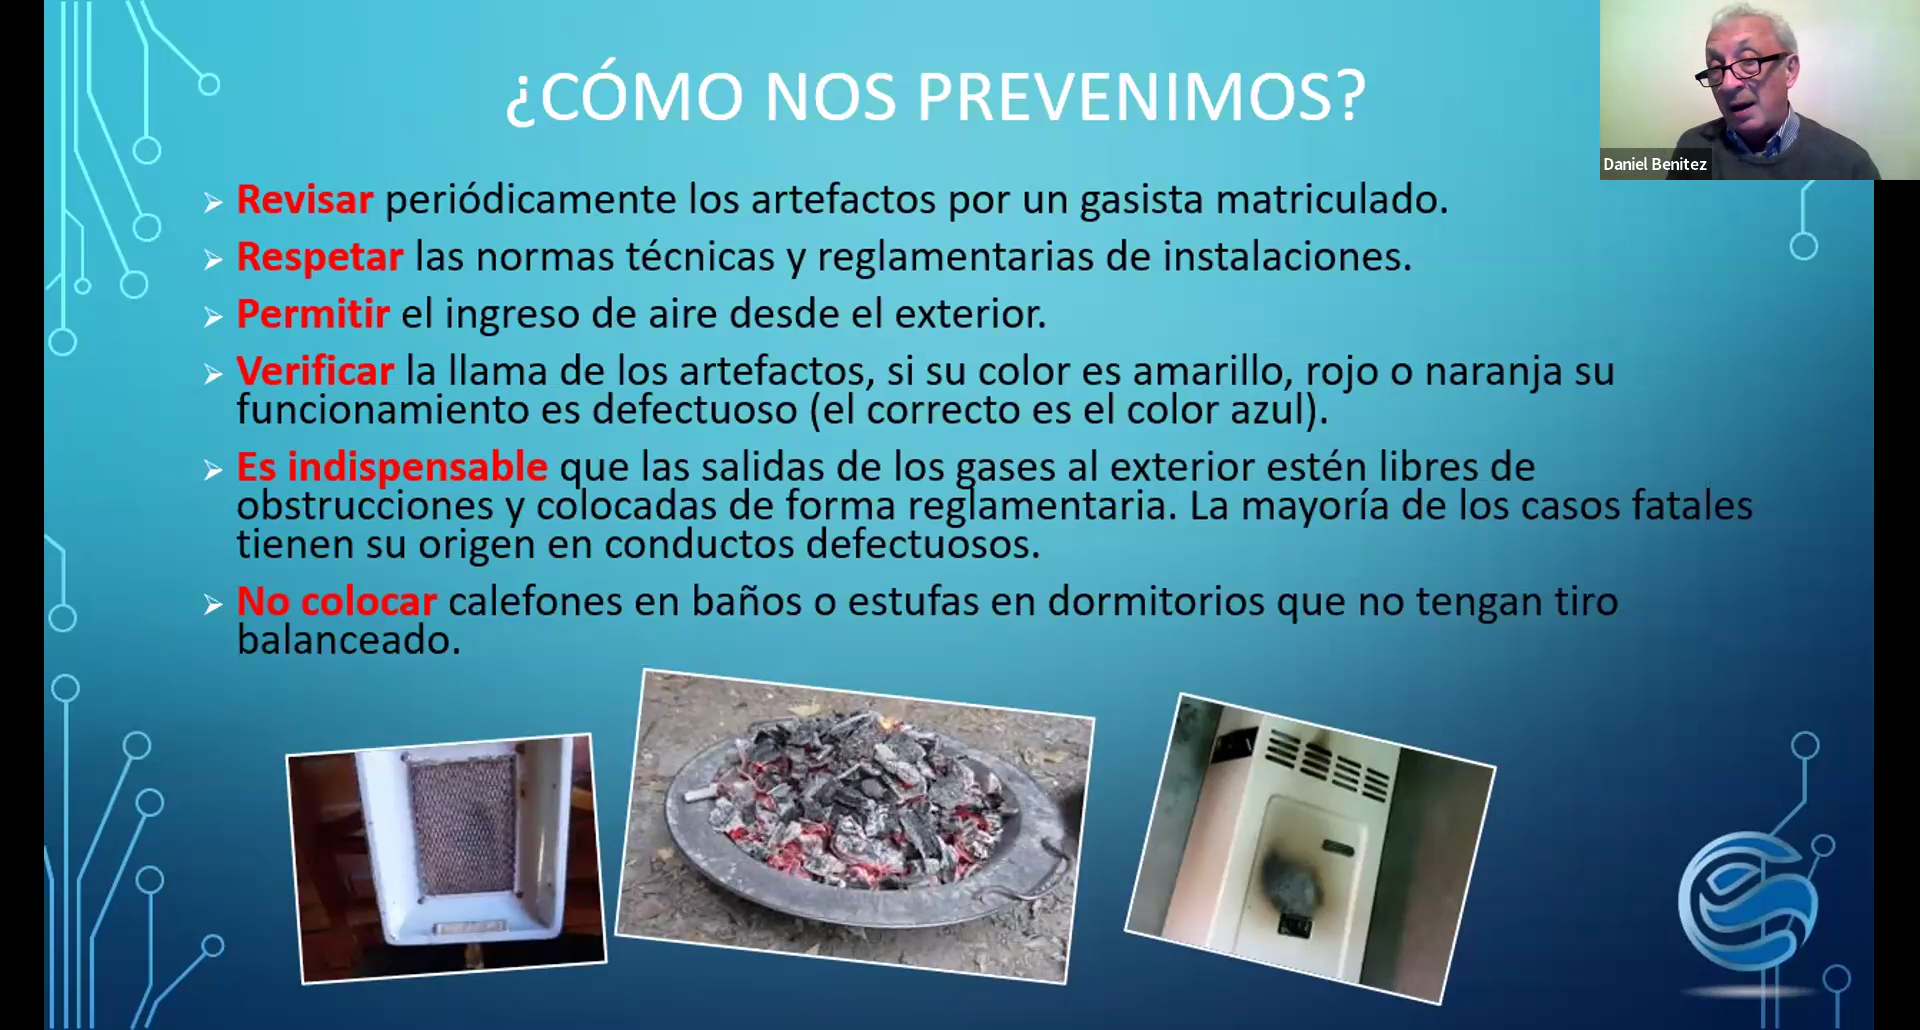 ¿CÓMO NOS PREVENIMOS?
Daniel Benitez
Revisar periódicamente los artefactos por un gasista matriculado.
Respetar las normas técnicas y reglamentarias de instalaciones.
Permitir el ingreso de aire desde el exterior.
Verificar la llama de los artefactos, si su color es amarillo, rojo o naranja su
funcionamiento es defectuoso (el correcto es el color azul).
Es indispensable que las salidas de los gases al exterior estén libres de
obstrucciones y colocadas de forma reglamentaria. La mayoría de los casos fatales
tienen su origen en conductos defectuosos.
No colocar calefones en baños o estufas en dormitorios que no tengan tiro
balanceado.